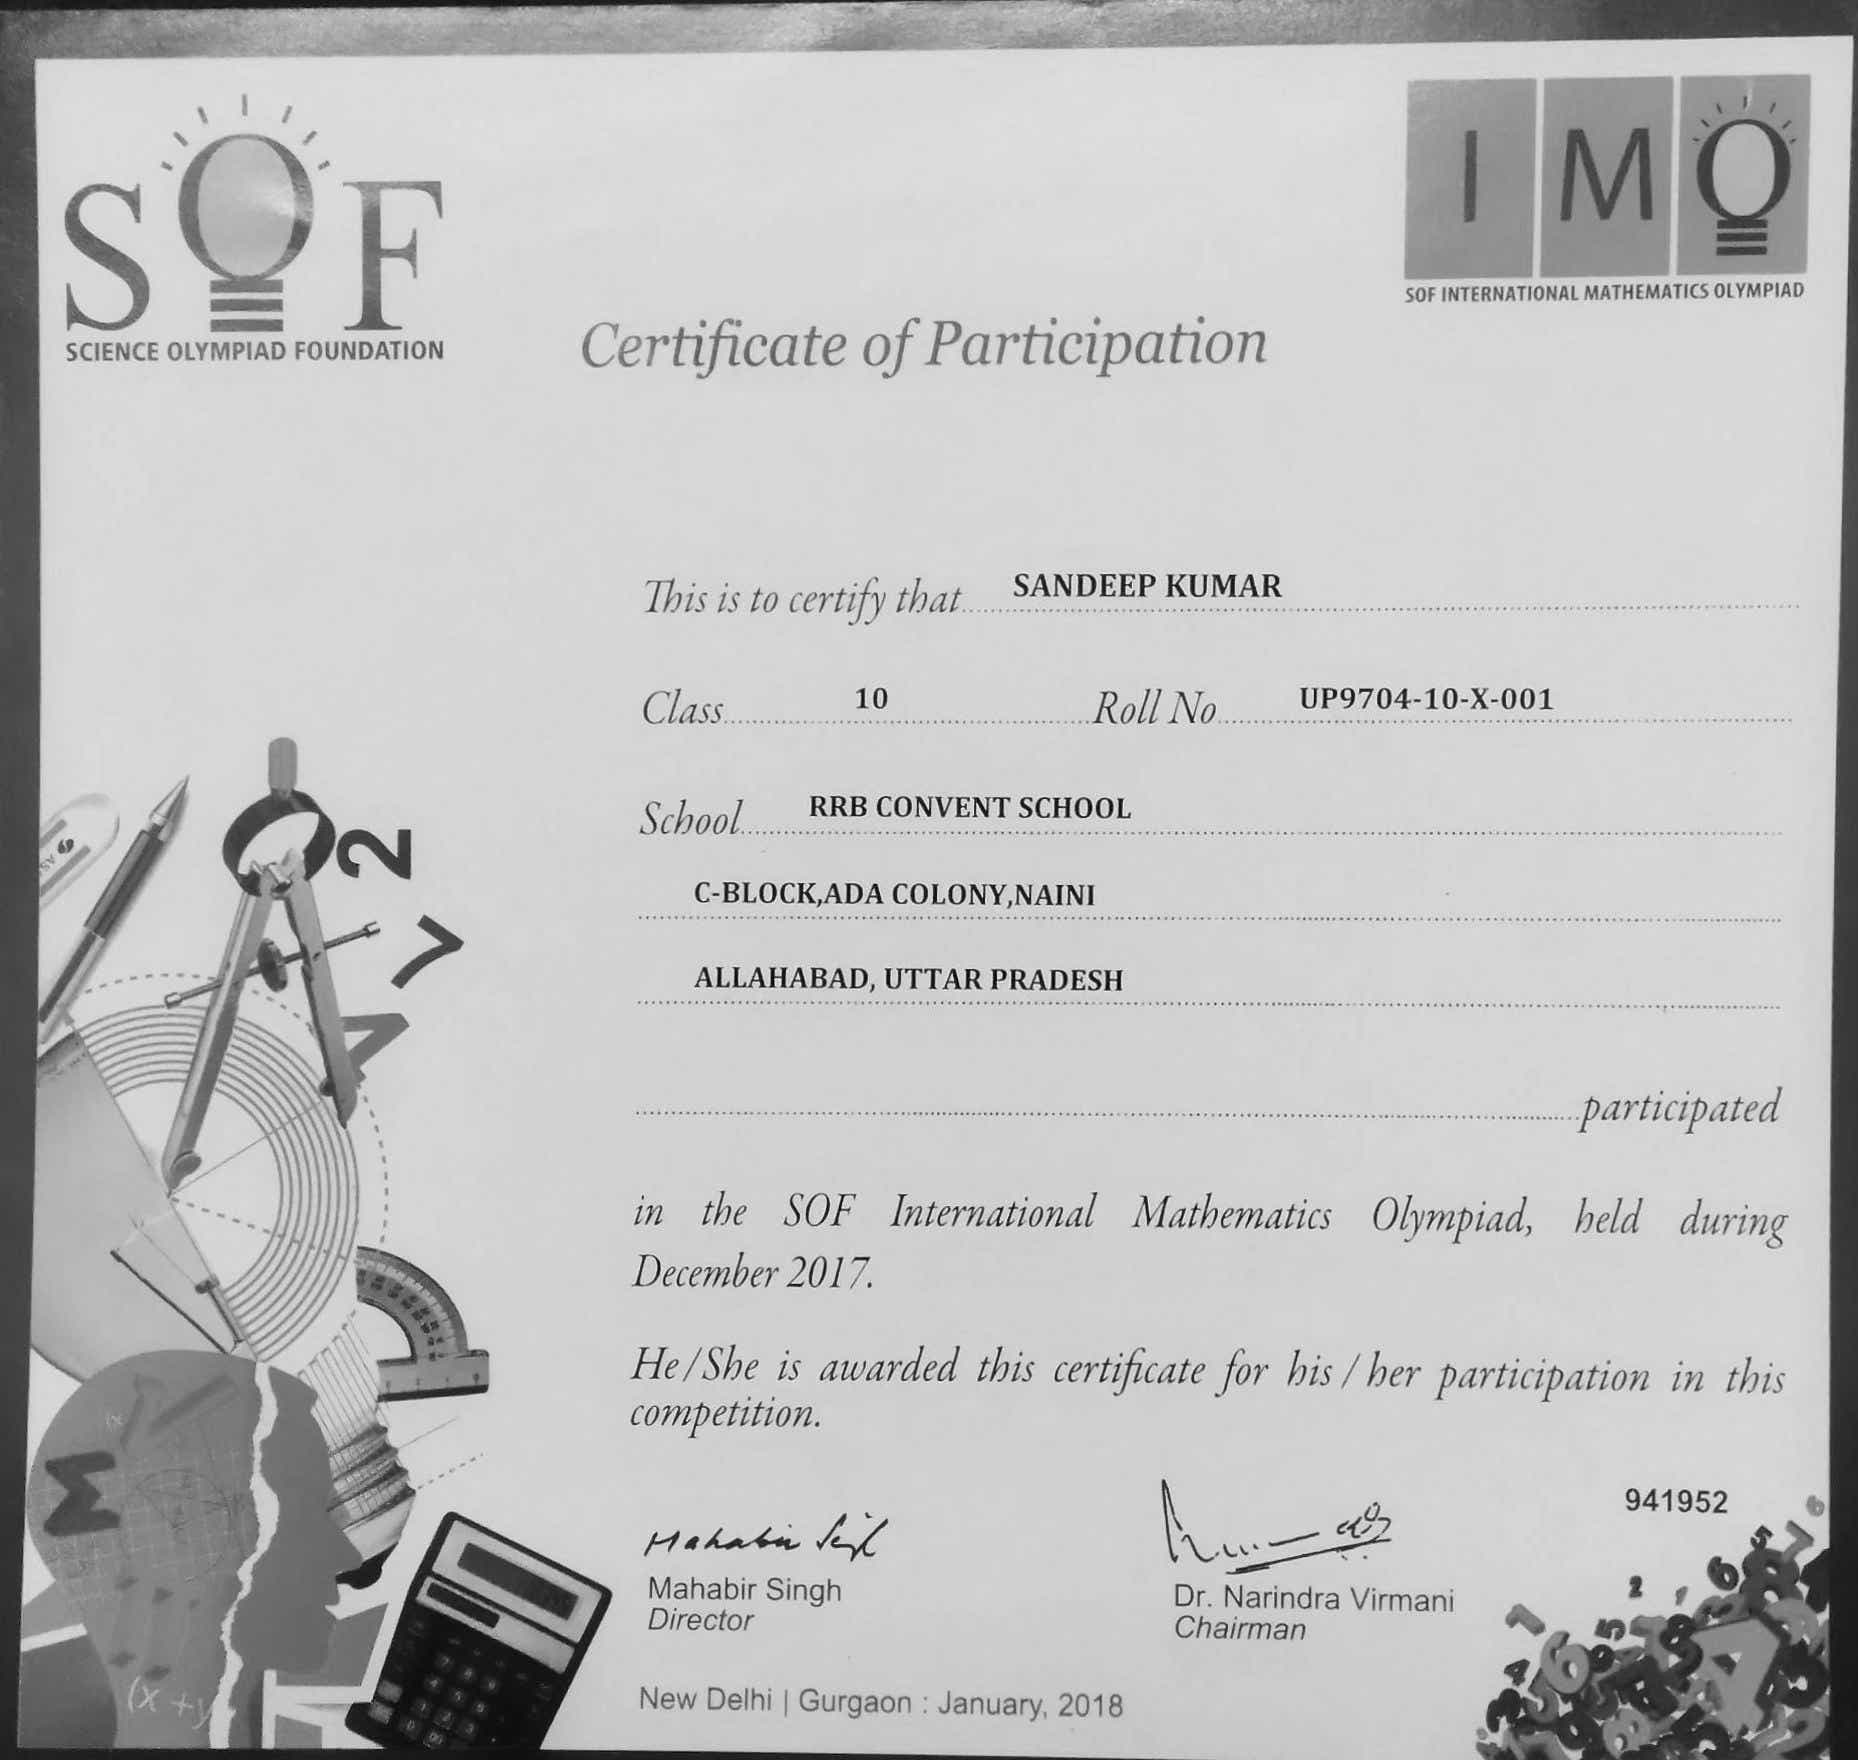 SOF
SCIENCE OLYMPIAD FOUNDATION
IMO
SOF INTERNATIONAL MATHEMATICS OLYMPIAD
Certificate of Participation
This is to certify that SANDEEP KUMAR
Class 10 Roll No UP9704-10-X-001
School RRB CONVENT SCHOOL
C-BLOCK,ADA COLONY,NAINI
ALLAHABAD, UTTAR PRADESH
participated
in the SOF International Mathematics Olympiad, held during
December 2017.
He/She is awarded this certificate for his / her participation in this
competition.
941952
Mahabir Singh
Mahabir Singh Dr. Narindra Virmani
Director Chairman
New Delhi | Gurgaon : January, 2018